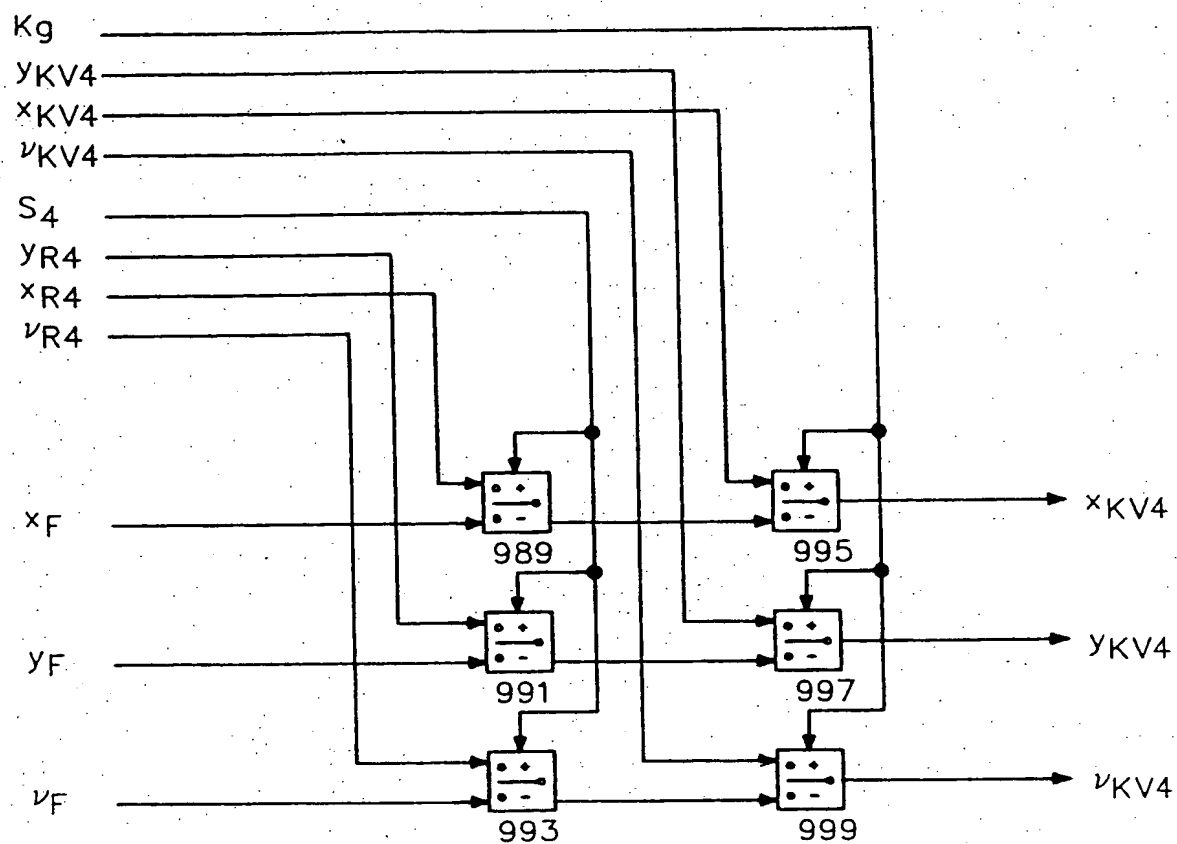 Kg
yKV4
xKV4
νKV4
S4
yR4
xR4
νR4
xF
989
995
xKV4
yF
991
997
yKV4
νF
993
999
νKV4